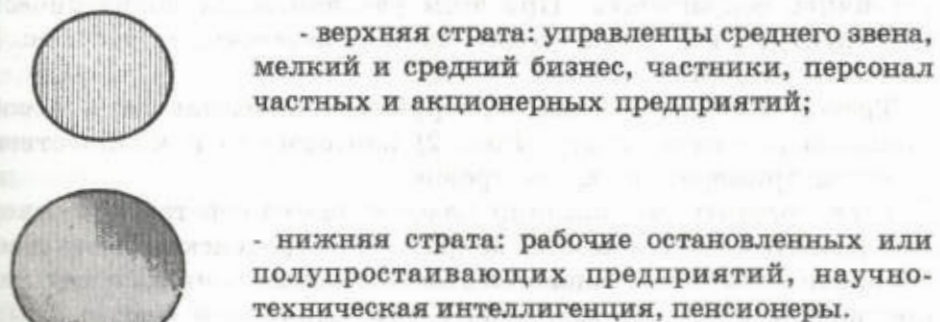 - верхняя страта: управленцы среднего звена,
мелкий и средний бизнес, частники, персонал
частных и акционерных предприятий;
- нижняя страта: рабочие остановленных или
полупростаивающих предприятий, научно-
техническая интеллигенция, пенсионеры.